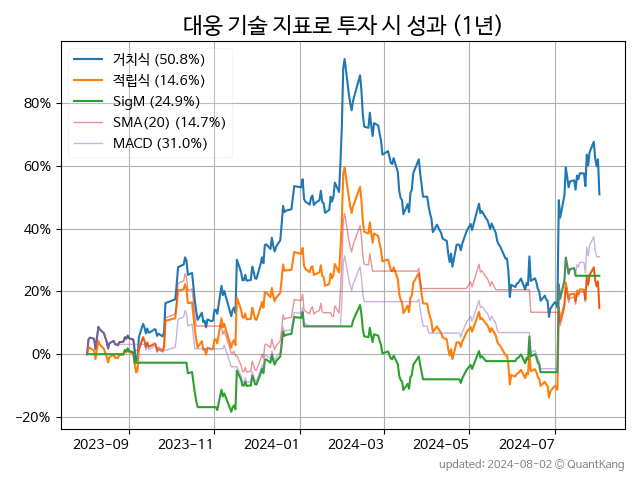 대웅 기술 지표로 투자 시 성과 (1년)
거치식 (50.8%)
적립식 (14.6%)
SigM (24.9%)
SMA(20) (14.7%)
MACD (31.0%)
80%
60%
40%
20%
0%
−20%
2023-09
2023-11
2024-01
2024-03
2024-05
2024-07
updated: 2024-08-02 © QuantKang